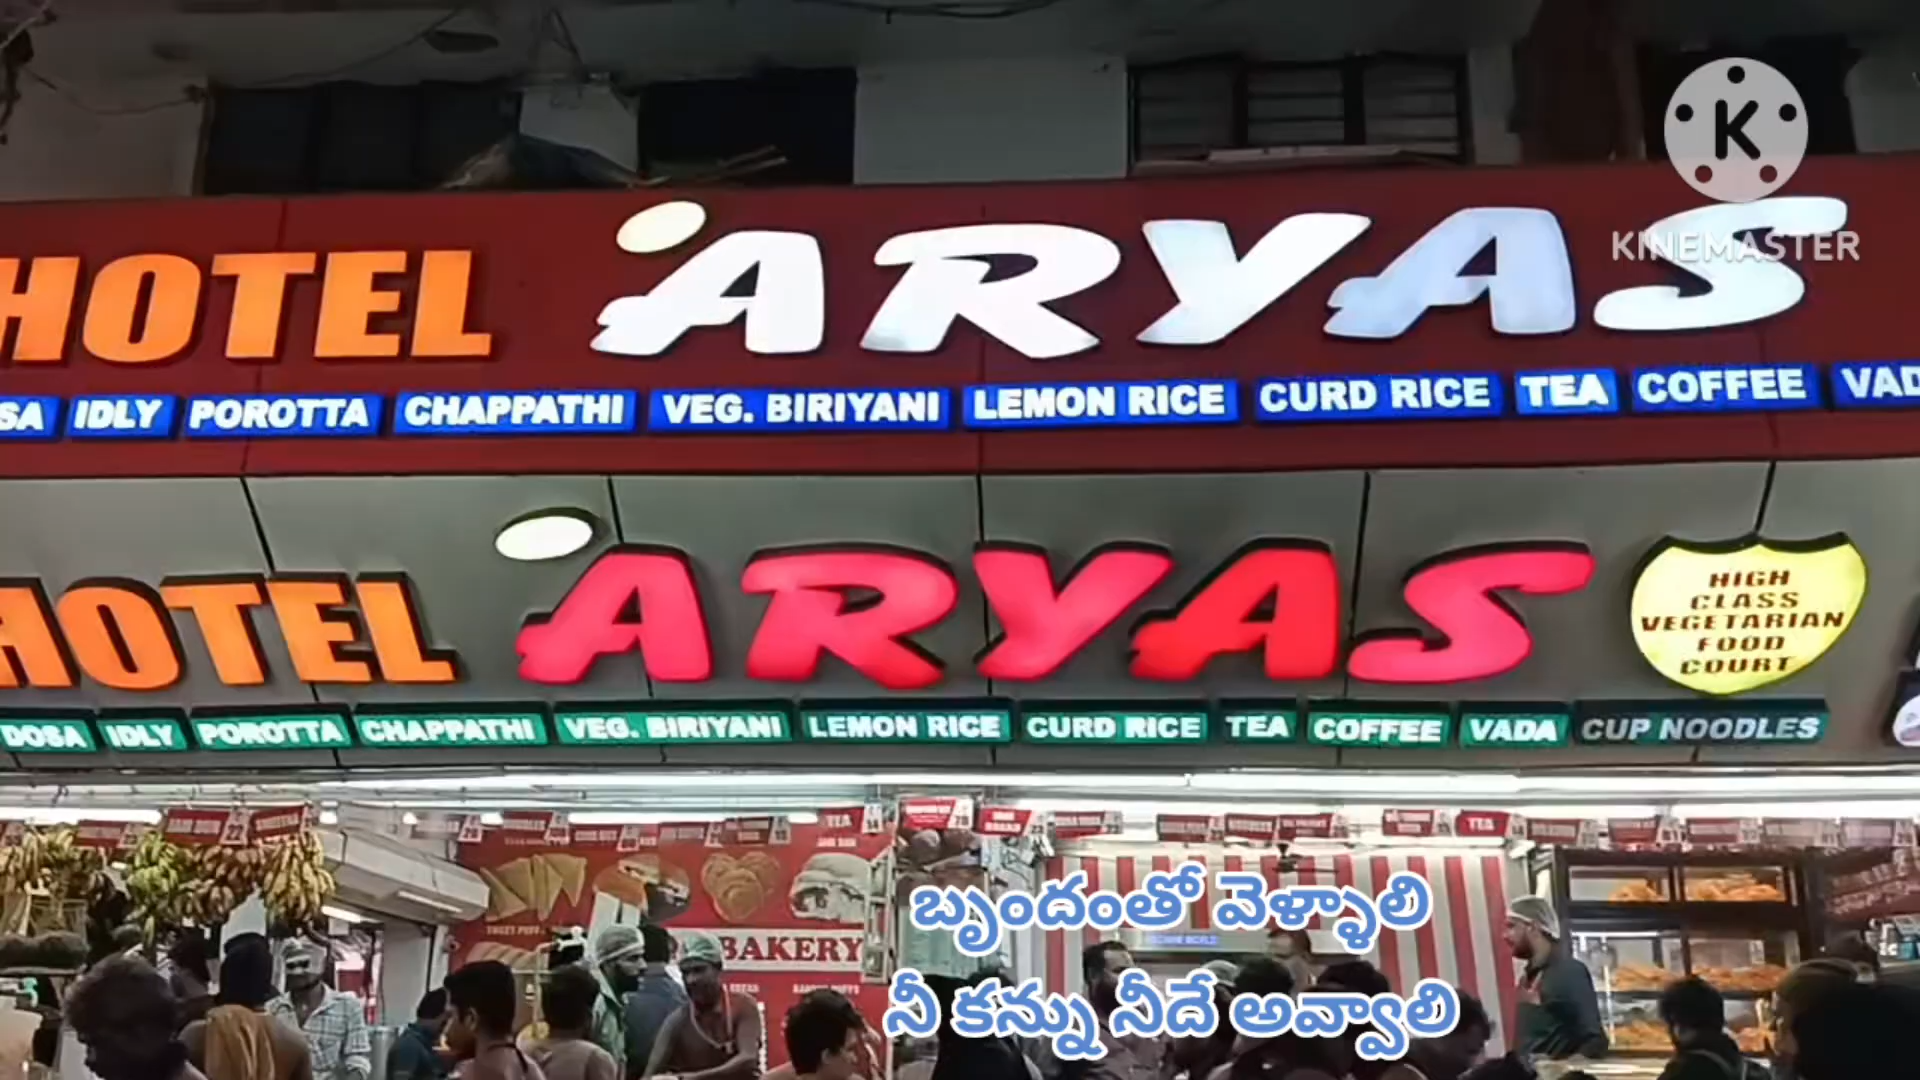 KINEMASTER
HOTEL ARYAS
IDLY POROTTA CHAPPATHI VEG. BIRIYANI LEMON RICE CURD RICE TEA COFFEE
HOTEL ARYAS
HIGH
CLASS
VEGETARIAN
FOOD
COURT
DOSA IDLY POROTTA CHAPPATHI VEG. BIRIYANI LEMON RICE CURD RICE TEA COFFEE VADA CUP NOODLES
TEA
TEA
BAKERY
బృందంతో వెళ్ళాలి
నీ కన్ను నీదే అవ్వాలి